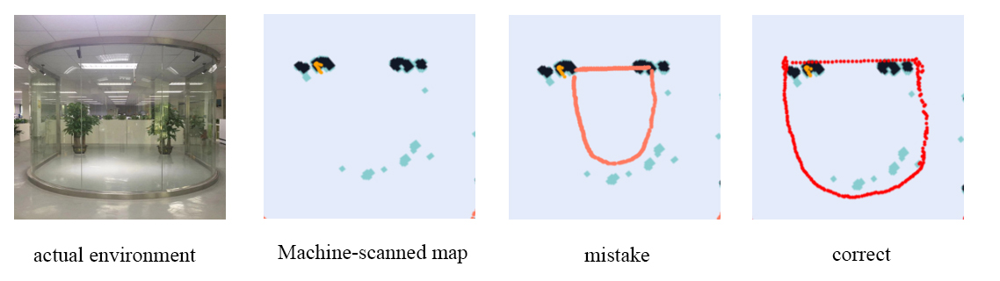 actual environment
Machine-scanned map
mistake
correct